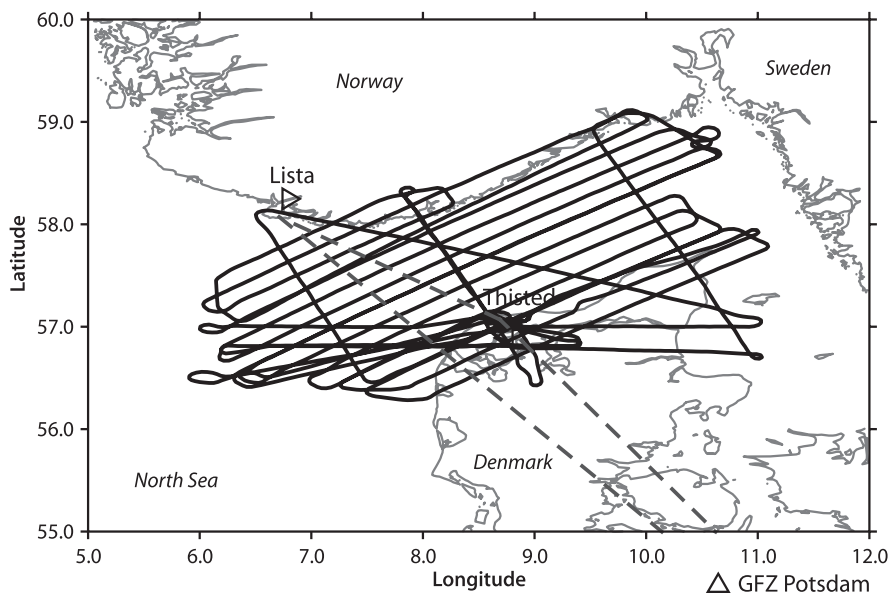 60.0
Norway
Sweden
59.0
Lista
58.0
Latitude
Thisted
57.0
56.0
Denmark
North Sea
55.0
5.0 6.0 7.0 8.0 9.0 10.0 11.0 12.0
Longitude
GFZ Potsdam